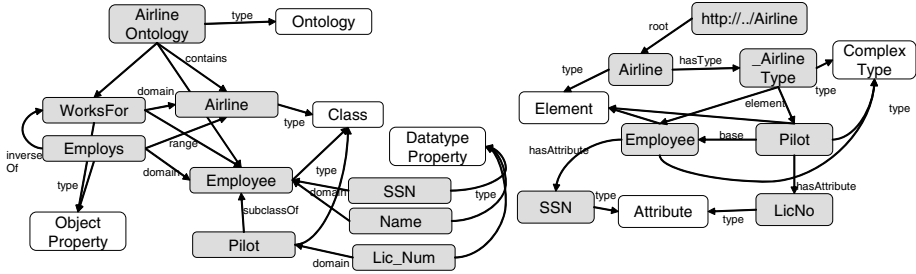 Airline
Ontology
type
Ontology
contains
WorksFor
domain
Airline
type
Class
Employs
inverse
Of
range
domain
type
Employee
type
domain
Datatype
Property
SSN
type
Name
subclassOf
Object
Property
Pilot
domain
Lic_Num
http://../Airline
root
Airline
hasType
_Airline
Type
Complex
Type
type
type
element
type
Element
Employee
base
Pilot
hasAttribute
hasAttribute
SSN
type
Attribute
type
LicNo